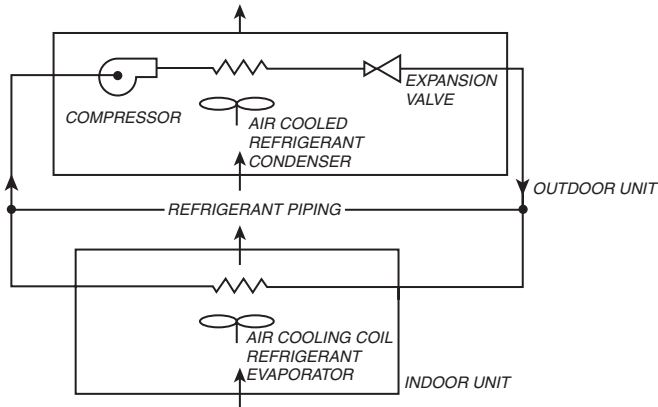 COMPRESSOR
EXPANSION
VALVE
AIR COOLED
REFRIGERANT
CONDENSER
OUTDOOR UNIT
REFRIGERANT PIPING
AIR COOLING COIL
REFRIGERANT
EVAPORATOR
INDOOR UNIT